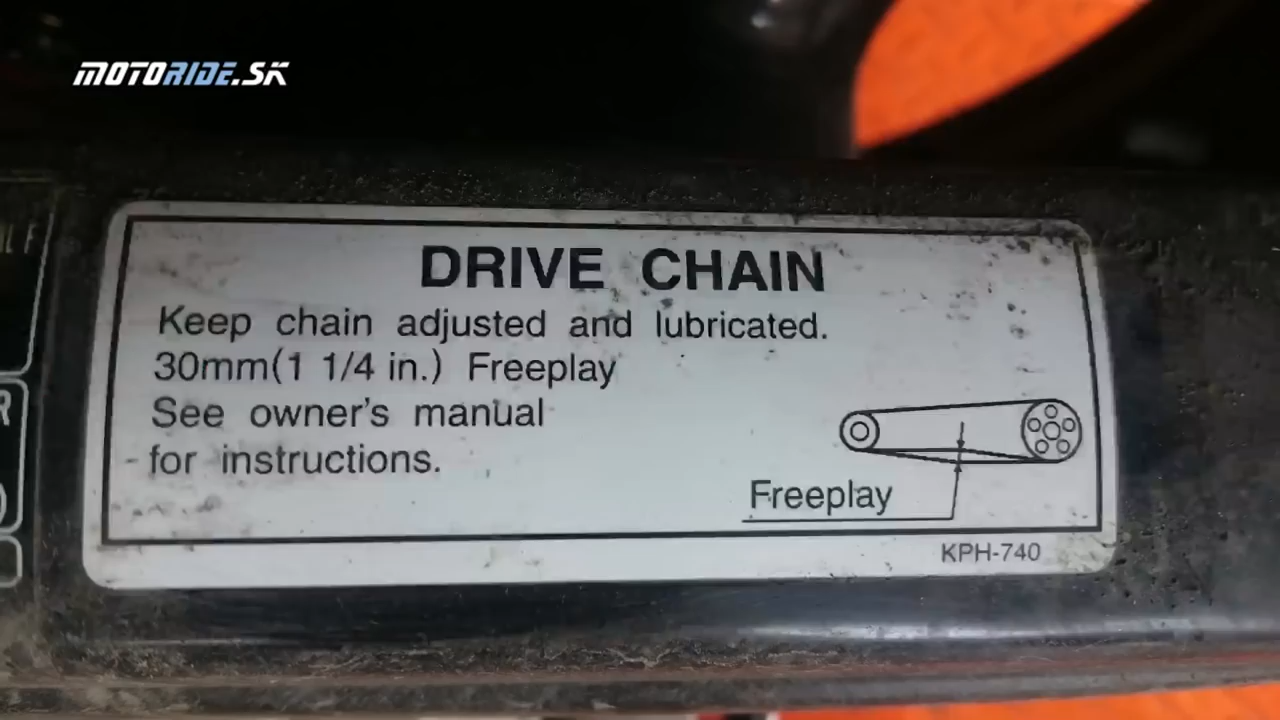 MOTORIDE.SK
DRIVE CHAIN
Keep chain adjusted and lubricated.
30mm(1 1/4 in.) Freeplay
See owner's manual
for instructions.
Freeplay
KPH-740